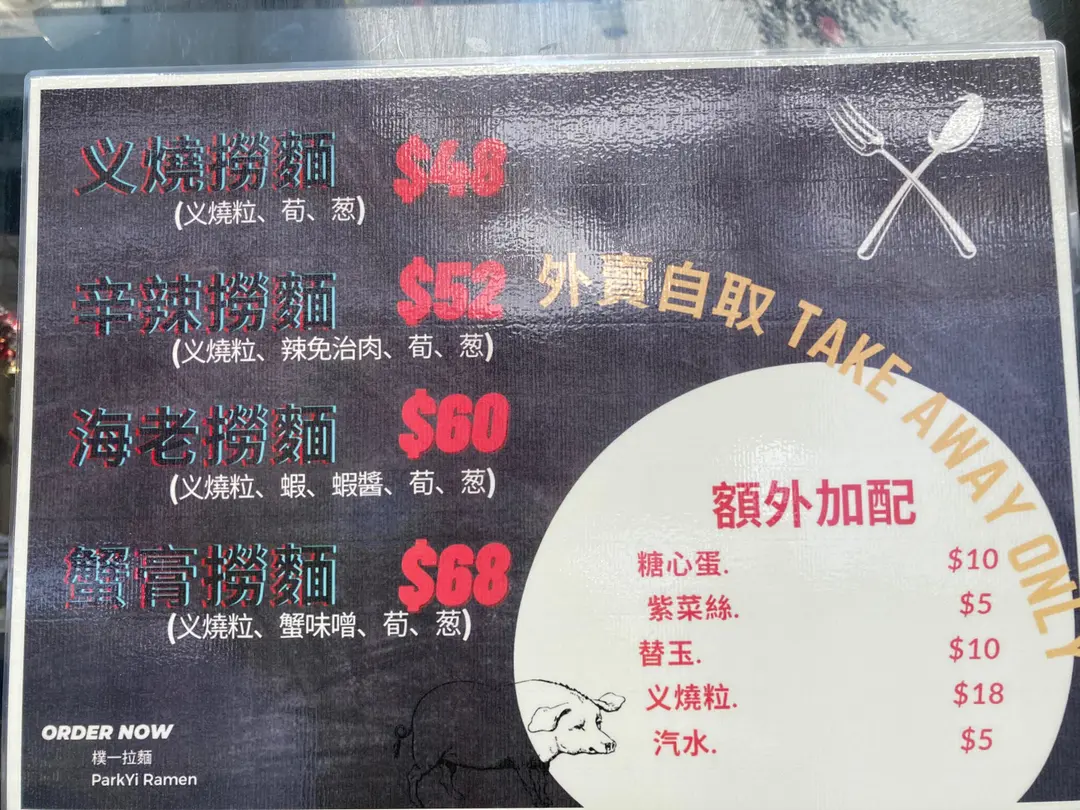 义燒撈麵 $48
(义燒粒、荀、葱)
辛辣撈麵 $52
(义燒粒、辣免治肉、荀、葱)
海老撈麵 $60
(义燒粒、蝦、蝦醬、荀、葱)
蟹膏撈麵 $68
(义燒粒、蟹味噌、荀、葱)
ORDER NOW
樸一拉麵
ParkYi Ramen
外賣自取 TAKE AWAY ONLY
額外加配
糖心蛋. $10
紫菜絲. $5
替玉. $10
义燒粒. $18
汽水. $5